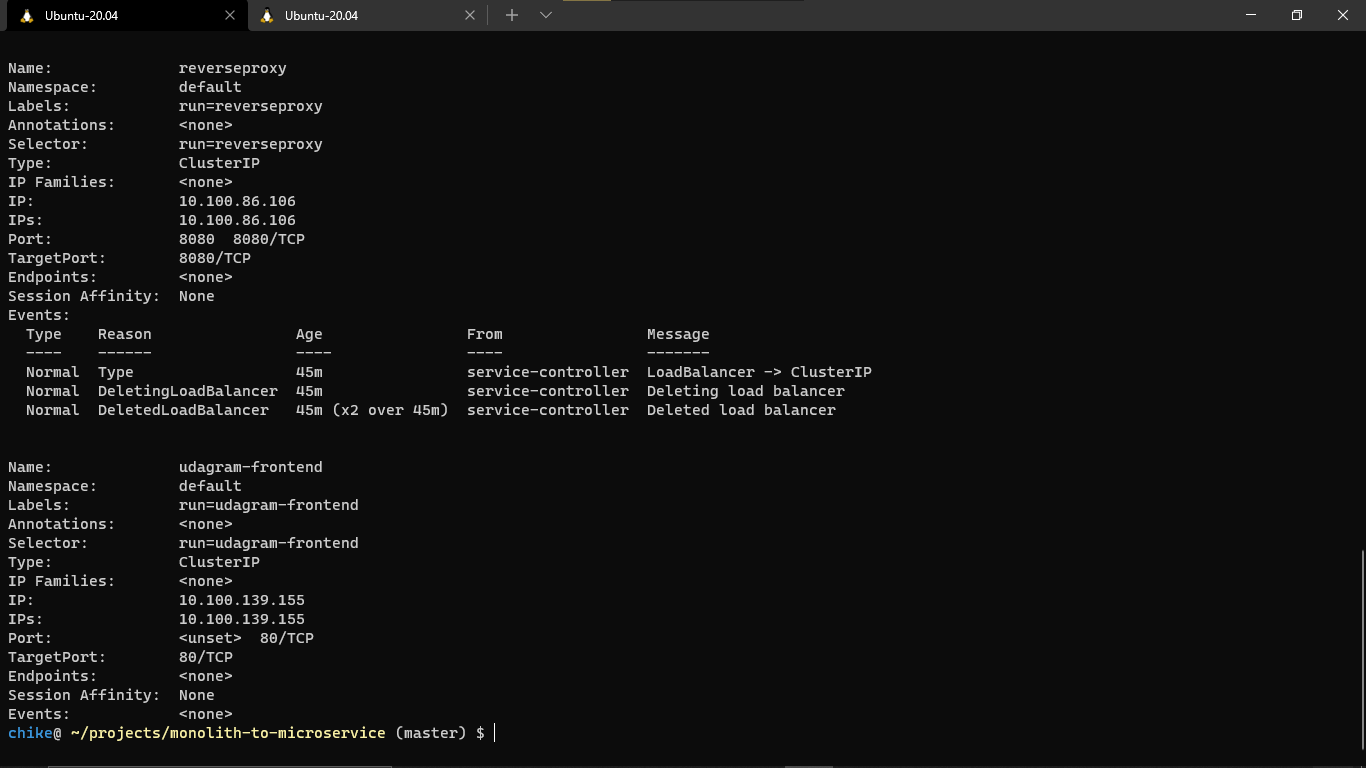 Ubuntu-20.04 Ubuntu-20.04
Name: reverseproxy
Namespace: default
Labels: run=reverseproxy
Annotations: <none>
Selector: run=reverseproxy
Type: ClusterIP
IP Families: <none>
IP: 10.100.86.106
IPs: 10.100.86.106
Port: 8080 8080/TCP
TargetPort: 8080/TCP
Endpoints: <none>
Session Affinity: None
Events:
Type Reason Age From Message
---- ------ ---- ---- -------
Normal Type 45m service-controller LoadBalancer -> ClusterIP
Normal DeletingLoadBalancer 45m service-controller Deleting load balancer
Normal DeletedLoadBalancer 45m (x2 over 45m) service-controller Deleted load balancer
Name: udagram-frontend
Namespace: default
Labels: run=udagram-frontend
Annotations: <none>
Selector: run=udagram-frontend
Type: ClusterIP
IP Families: <none>
IP: 10.100.139.155
IPs: 10.100.139.155
Port: <unset> 80/TCP
TargetPort: 80/TCP
Endpoints: <none>
Session Affinity: None
Events: <none>
chike@ ~/projects/monolith-to-microservice (master) $